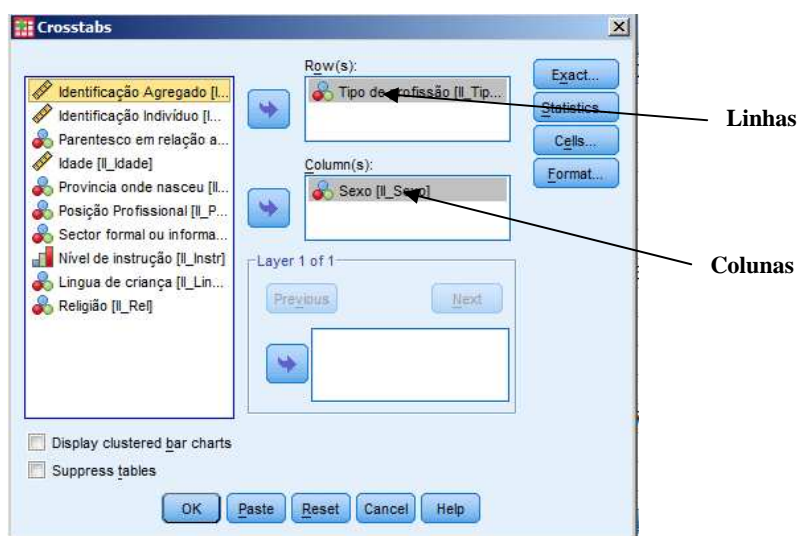 Crosstabs
Identificação Agregado [I...
Identificação Indivíduo [I...
Parentesco em relação a...
Idade [II_Idade]
Provincia onde nasceu [II...
Posição Profissional [II_P...
Sector formal ou informa...
Nível de instrução [II_Instr]
Lingua de criança [II_Lin...
Religião [II_Rel]
Row(s):
Tipo de profissão [II_Tip...
Column(s):
Sexo [II_Sexo]
Layer 1 of 1
Previous
Next
Exact...
Statistics...
Cells...
Format...
Linhas
Colunas
Display clustered bar charts
Suppress tables
OK
Paste
Reset
Cancel
Help